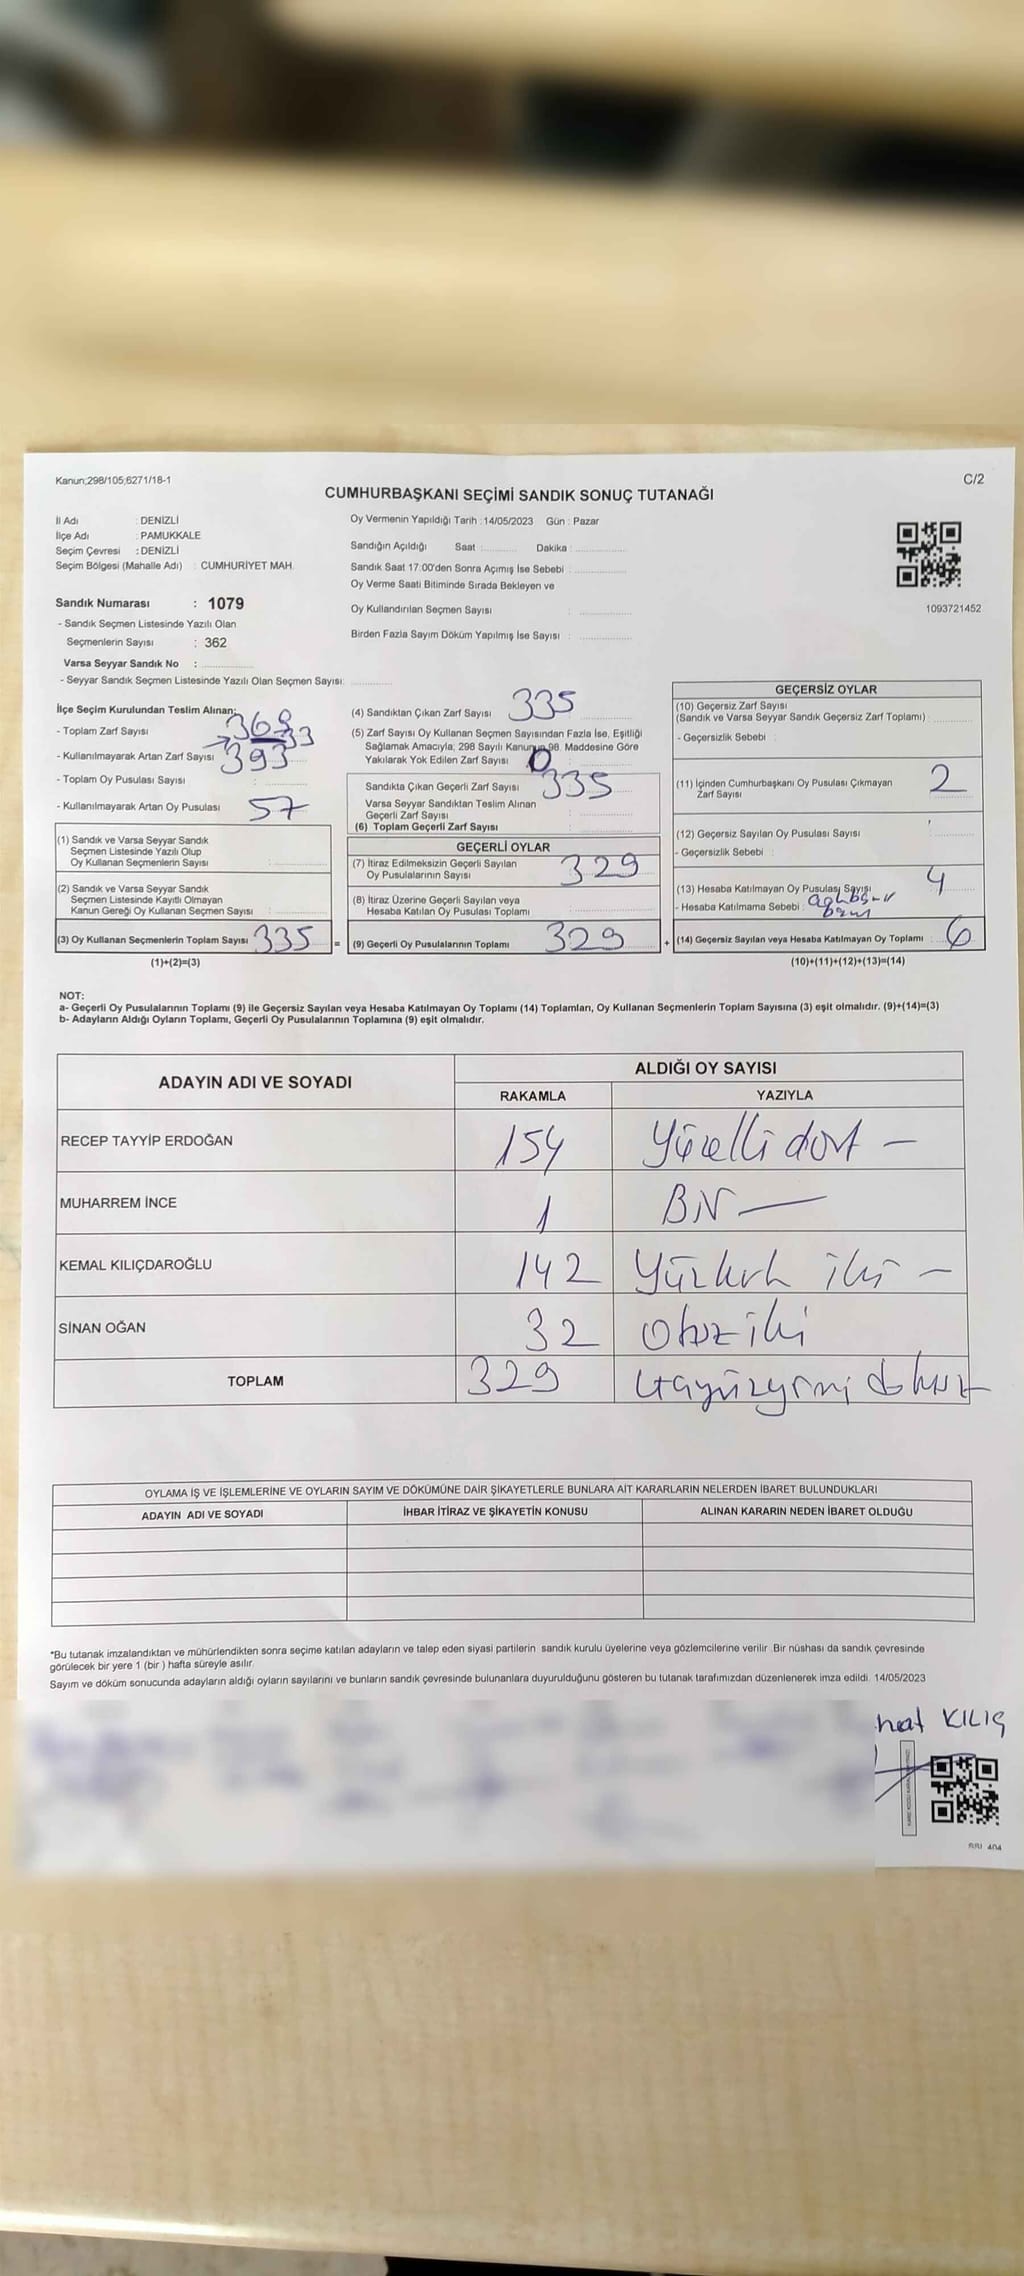 Kanun;298/105;6271/18-1
C/2
CUMHURBAŞKANI SEÇİMİ SANDIK SONUÇ TUTANAĞI
İl Adı : DENİZLİ
İlçe Adı : PAMUKKALE
Seçim Çevresi : DENİZLİ
Seçim Bölgesi (Mahalle Adı) : CUMHURİYET MAH.
Sandık Numarası : 1079
- Sandık Seçmen Listesinde Yazılı Olan
Seçmenlerin Sayısı : 362
Varsa Seyyar Sandık No :
- Seyyar Sandık Seçmen Listesinde Yazılı Olan Seçmen Sayısı:
Oy Vermenin Yapıldığı Tarih : 14/05/2023 Gün : Pazar
Sandığın Açıldığı Saat : Dakika :
Sandık Saat 17:00'den Sonra Açımış İse Sebebi :
Oy Verme Saati Bitiminde Sırada Bekleyen ve
Oy Kullandırılan Seçmen Sayısı :
Birden Fazla Sayım Döküm Yapılmış İse Sayısı :
1093721452
İlçe Seçim Kurulundan Teslim Alınan;
- Toplam Zarf Sayısı
- Kullanılmayarak Artan Zarf Sayısı 393
- Toplam Oy Pusulası Sayısı :
- Kullanılmayarak Artan Oy Pusulası 57
(1) Sandık ve Varsa Seyyar Sandık
Seçmen Listesinde Yazılı Olup
Oy Kullanan Seçmenlerin Sayısı :
(2) Sandık ve Varsa Seyyar Sandık
Seçmen Listesinde Kayıtlı Olmayan
Kanun Gereği Oy Kullanan Seçmen Sayısı :
(3) Oy Kullanan Seçmenlerin Toplam Sayısı 335 =
(1)+(2)=(3)
(4) Sandıktan Çıkan Zarf Sayısı 335
(5) Zarf Sayısı Oy Kullanan Seçmen Sayısından Fazla İse, Eşitliği
Sağlamak Amacıyla; 298 Sayılı Kanunun 98. Maddesine Göre
Yakılarak Yok Edilen Zarf Sayısı 0
Sandıkta Çıkan Geçerli Zarf Sayısı 335
Varsa Seyyar Sandıktan Teslim Alınan
Geçerli Zarf Sayısı :
(6) Toplam Geçerli Zarf Sayısı :
GEÇERLİ OYLAR
(7) İtiraz Edilmeksizin Geçerli Sayılan
Oy Pusulalarının Sayısı 329
(8) İtiraz Üzerine Geçerli Sayılan veya
Hesaba Katılan Oy Pusulası Toplamı :
(9) Geçerli Oy Pusulalarının Toplamı 329 +
GEÇERSİZ OYLAR
(10) Geçersiz Zarf Sayısı
(Sandık ve Varsa Seyyar Sandık Geçersiz Zarf Toplamı) :
- Geçersizlik Sebebi :
(11) İçinden Cumhurbaşkanı Oy Pusulası Çıkmayan
Zarf Sayısı 2
(12) Geçersiz Sayılan Oy Pusulası Sayısı :
- Geçersizlik Sebebi :
(13) Hesaba Katılmayan Oy Pusulası Sayısı 4
- Hesaba Katılmama Sebebi :
(14) Geçersiz Sayılan veya Hesaba Katılmayan Oy Toplamı : 6
(10)+(11)+(12)+(13)=(14)
NOT:
a- Geçerli Oy Pusulalarının Toplamı (9) ile Geçersiz Sayılan veya Hesaba Katılmayan Oy Toplamı (14) Toplamları, Oy Kullanan Seçmenlerin Toplam Sayısına (3) eşit olmalıdır. (9)+(14)=(3)
b- Adayların Aldığı Oyların Toplamı, Geçerli Oy Pusulalarının Toplamına (9) eşit olmalıdır.
ADAYIN ADI VE SOYADI ALDIĞI OY SAYISI
RAKAMLA YAZIYLA
RECEP TAYYİP ERDOĞAN 154 Yüzelli dört —
MUHARREM İNCE 1 BİR —
KEMAL KILIÇDAROĞLU 142 Yüzkırk iki —
SİNAN OĞAN 32 Otuz iki
TOPLAM 329 üçyüzyirmi dokuz
OYLAMA İŞ VE İŞLEMLERİNE VE OYLARIN SAYIM VE DÖKÜMÜNE DAİR ŞİKAYETLERLE BUNLARA AİT KARARLARIN NELERDEN İBARET BULUNDUKLARI
ADAYIN ADI VE SOYADI İHBAR İTİRAZ VE ŞİKAYETİN KONUSU ALINAN KARARIN NEDEN İBARET OLDUĞU
*Bu tutanak imzalandıktan ve mühürlendikten sonra seçime katılan adayların ve talep eden siyasi partilerin sandık kurulu üyelerine veya gözlemcilerine verilir. Bir nüshası da sandık çevresinde
görülecek bir yere 1 (bir ) hafta süreyle asılır.
Sayım ve döküm sonucunda adayların aldığı oyların sayılarını ve bunların sandık çevresinde bulunanlara duyurulduğunu gösteren bu tutanak tarafımızdan düzenlenerek imza edildi. 14/05/2023
hat KILIÇ